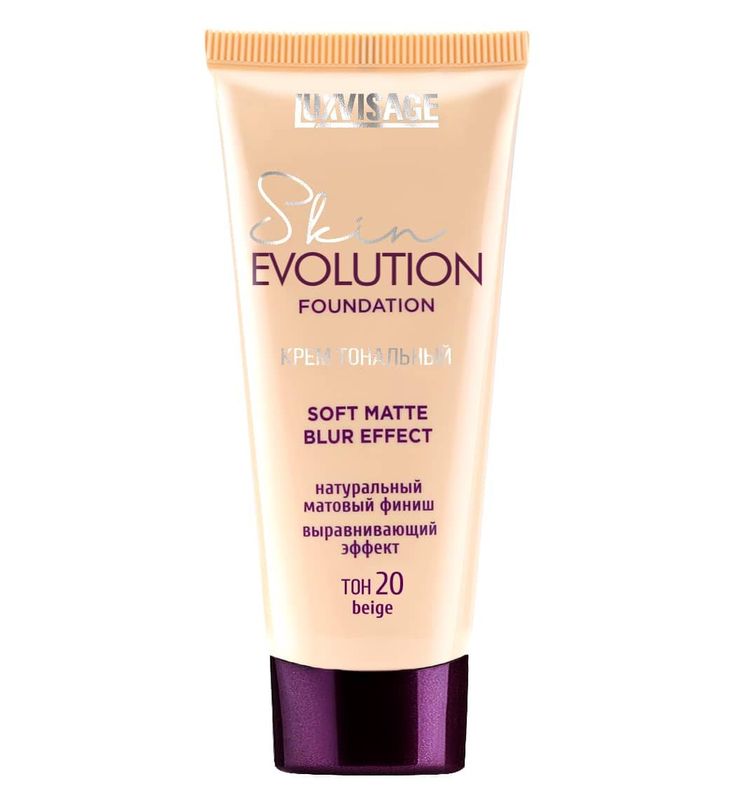 LUXVISAGE
Skin
EVOLUTION
FOUNDATION
КРЕМ ТОНАЛЬНЫЙ
SOFT MATTE
BLUR EFFECT
натуральный
матовый финиш
выравнивающий
эффект
ТОН 20
beige